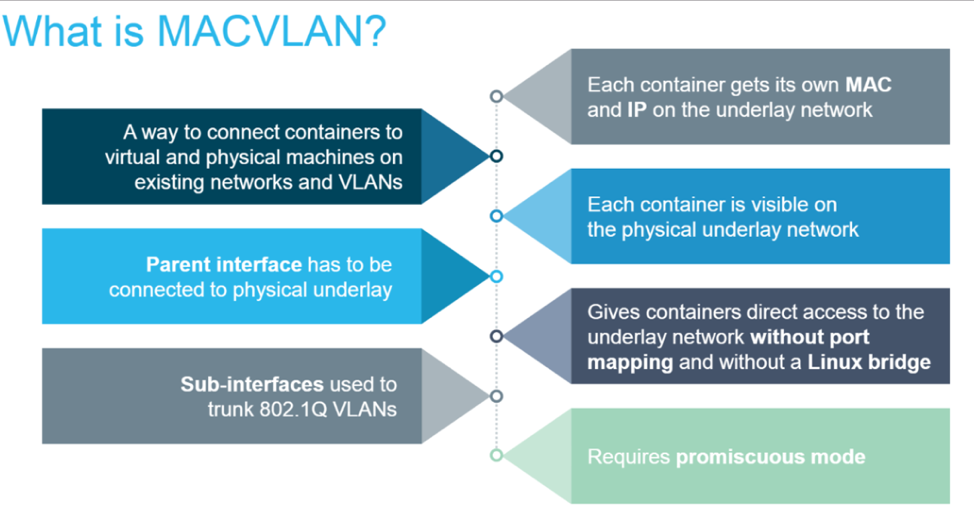 What is MACVLAN?
Each container gets its own MAC
and IP on the underlay network
A way to connect containers to
virtual and physical machines on
existing networks and VLANs
Each container is visible on
the physical underlay network
Parent interface has to be
connected to physical underlay
Gives containers direct access to the
underlay network without port
mapping and without a Linux bridge
Sub-interfaces used to
trunk 802.1Q VLANs
Requires promiscuous mode